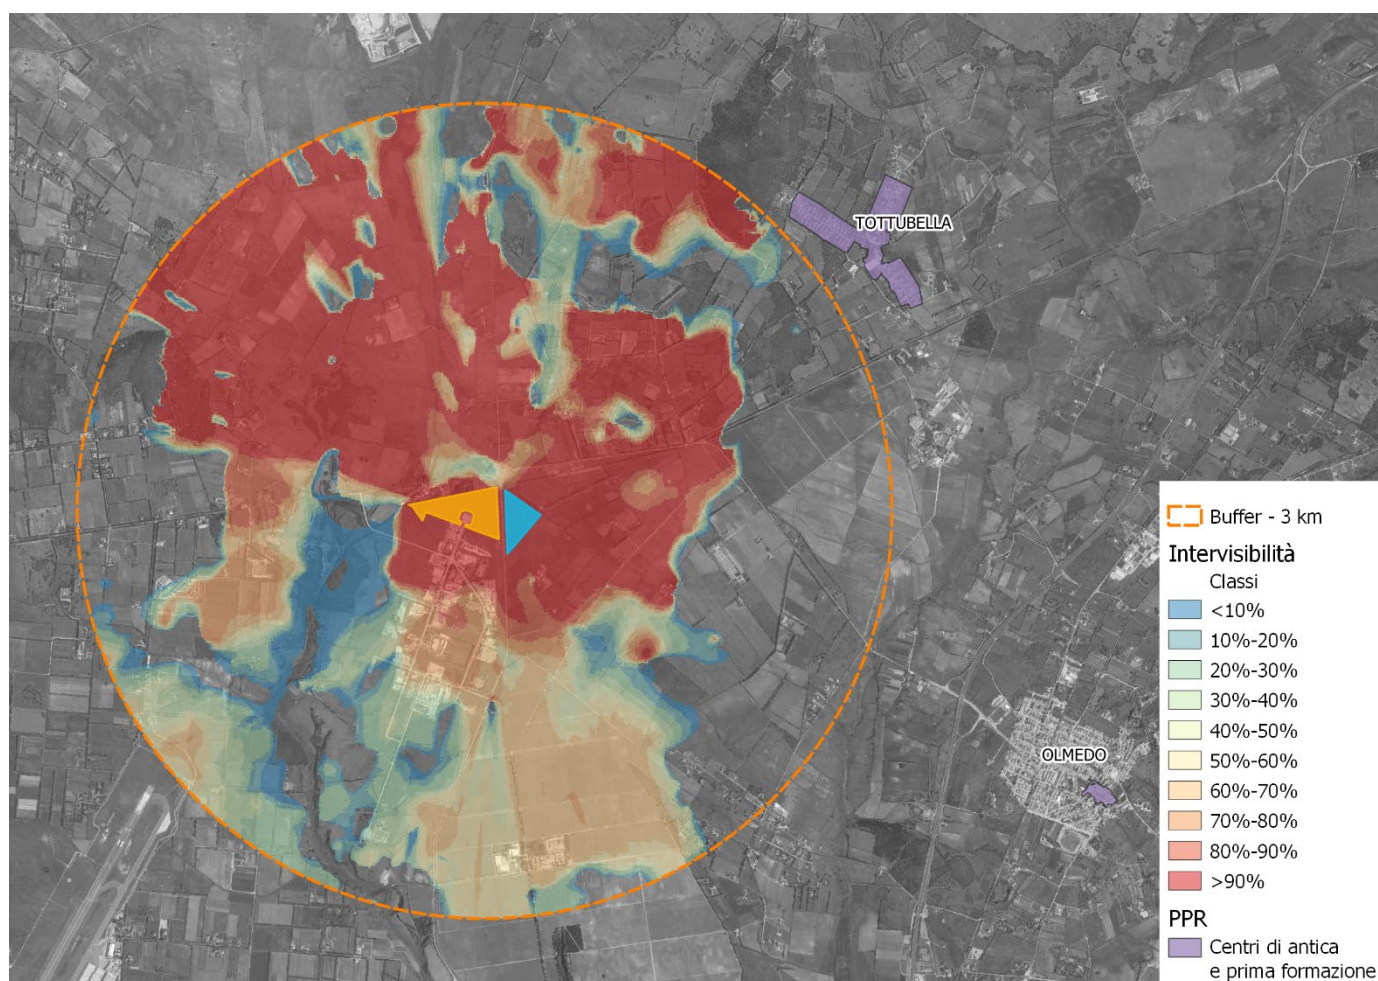 TOTTUBELLA
OLMEDO
Buffer - 3 km
Intervisibilità
Classi
<10%
10%-20%
20%-30%
30%-40%
40%-50%
50%-60%
60%-70%
70%-80%
80%-90%
>90%
PPR
Centri di antica
e prima formazione